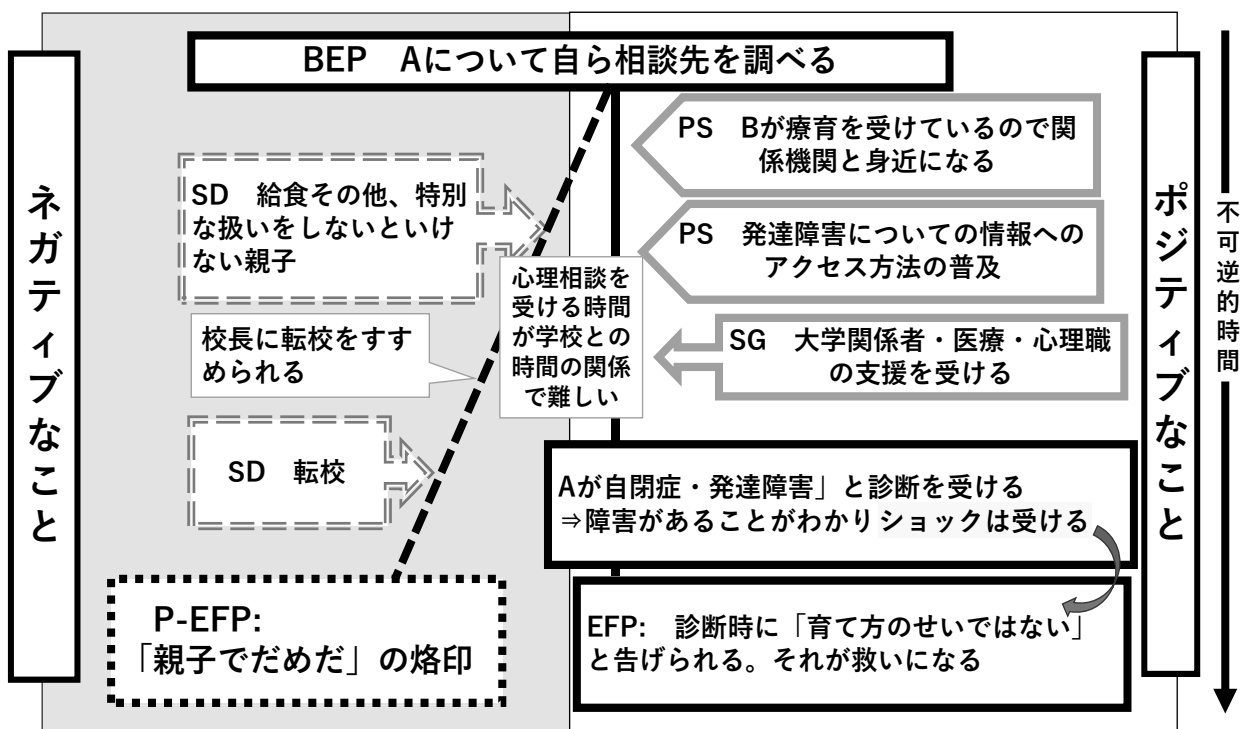 BEP Aについて自ら相談先を調べる
ネガティブなこと
ポジティブなこと
不可逆的時間
PS Bが療育を受けているので関
係機関と身近になる
SD 給食その他、特別
な扱いをしないといけ
ない親子
PS 発達障害についての情報への
アクセス方法の普及
心理相談を
受ける時間
が学校との
時間の関係
で難しい
校長に転校をすす
められる
SG 大学関係者・医療・心理職
の支援を受ける
SD 転校
Aが自閉症・発達障害」と診断を受ける
⇒障害があることがわかりショックは受ける
P-EFP:
「親子でだめだ」の烙印
EFP: 診断時に「育て方のせいではない」
と告げられる。それが救いになる